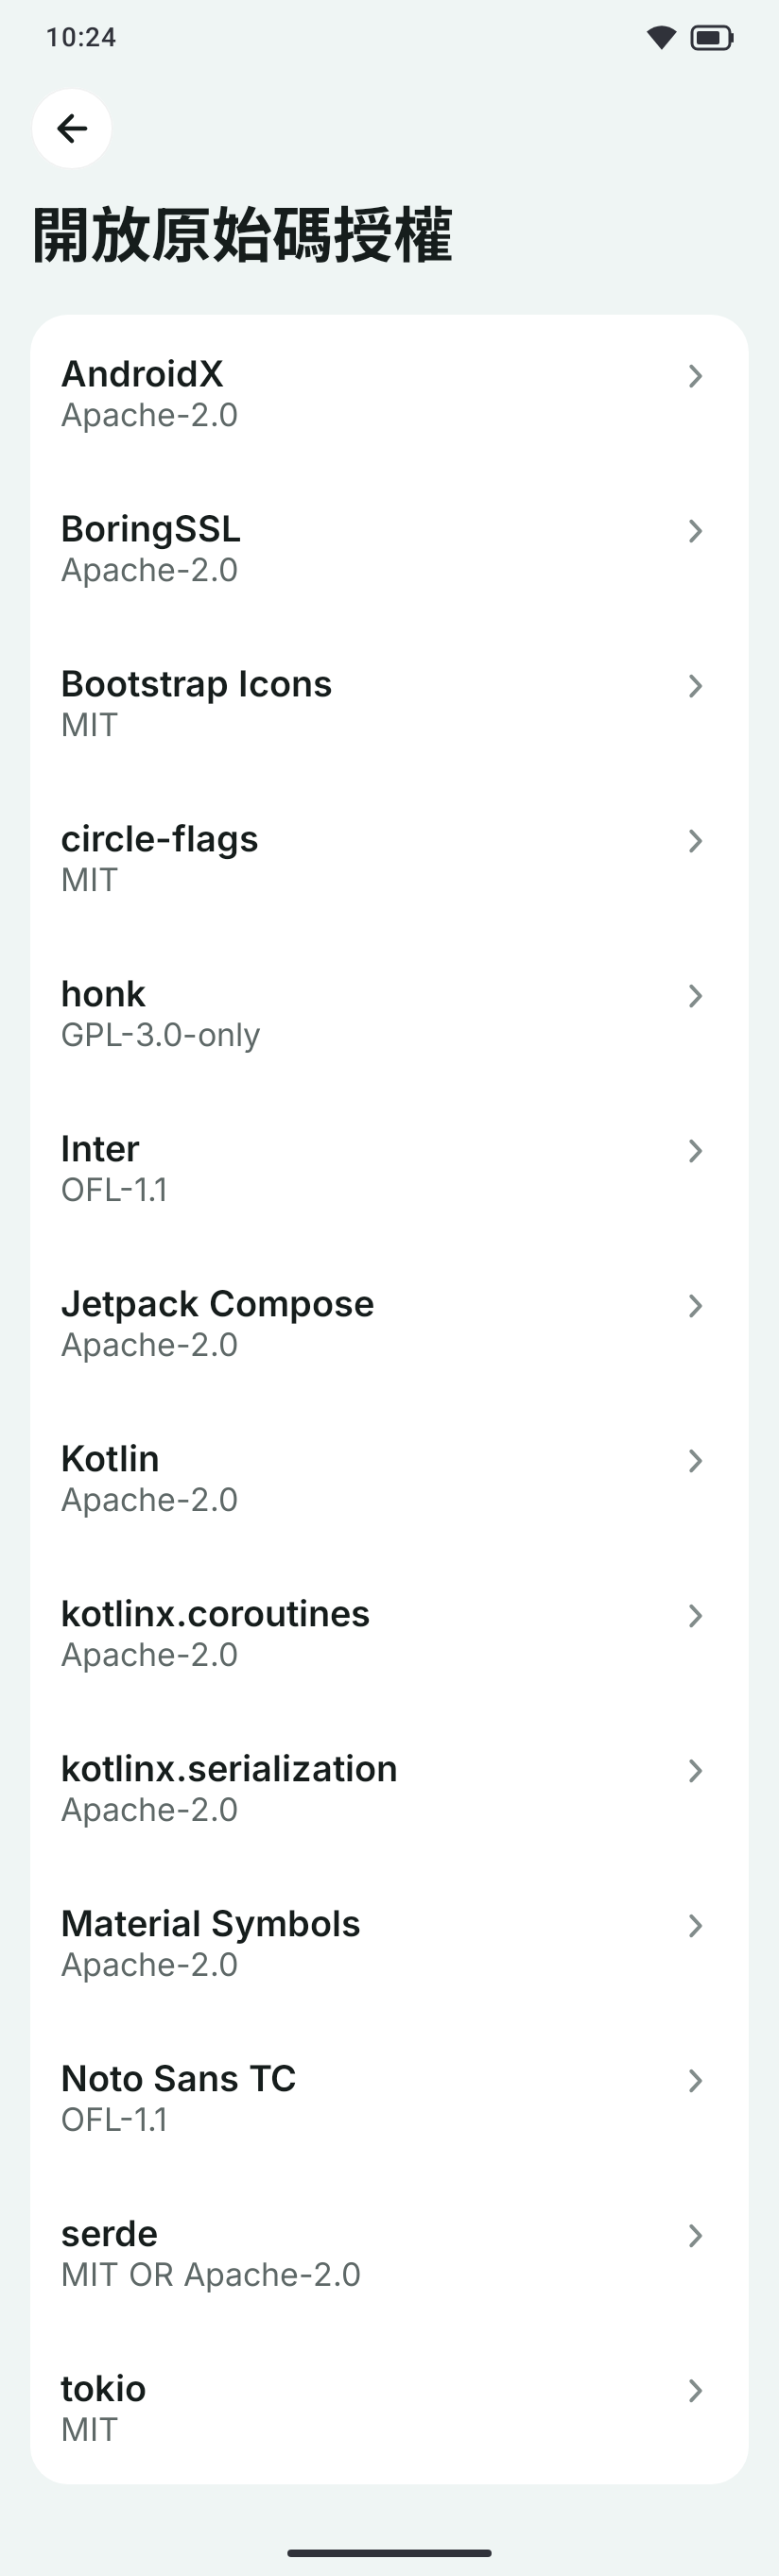 10:24
開放原始碼授權
AndroidX
Apache-2.0
BoringSSL
Apache-2.0
Bootstrap Icons
MIT
circle-flags
MIT
honk
GPL-3.0-only
Inter
OFL-1.1
Jetpack Compose
Apache-2.0
Kotlin
Apache-2.0
kotlinx.coroutines
Apache-2.0
kotlinx.serialization
Apache-2.0
Material Symbols
Apache-2.0
Noto Sans TC
OFL-1.1
serde
MIT OR Apache-2.0
tokio
MIT